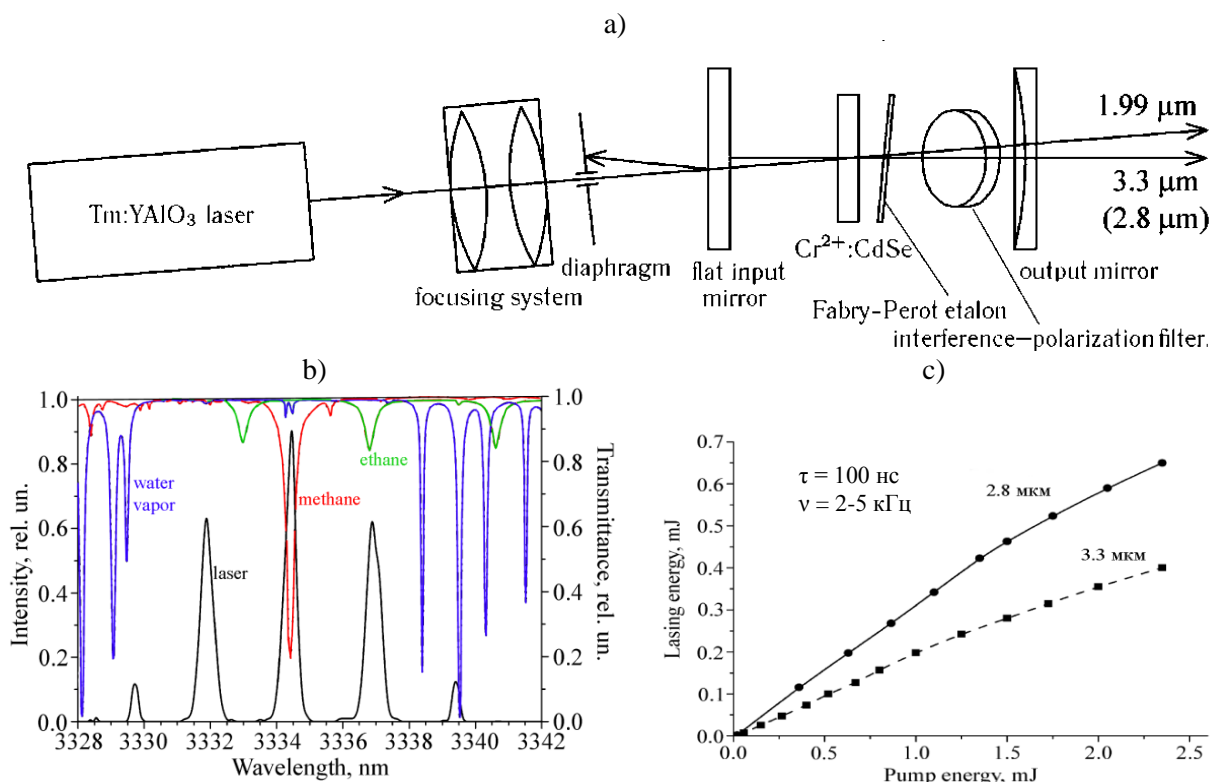 a)
1.99 µm
3.3 µm
(2.8 µm)
Tm:YAlO₃ laser
focusing system
diaphragm
flat input
mirror
Cr²⁺:CdSe
output mirror
Fabry-Perot etalon
interference-polarization filter.
b)
Intensity, rel. un.
1.0
0.8
0.6
0.4
0.2
0.0
water
vapor
laser
methane
ethane
1.0
0.8
0.6
0.4
0.2
0.0
Transmittance, rel. un.
3328 3330 3332 3334 3336 3338 3340 3342
Wavelength, nm
c)
Lasing energy, mJ
0.7
0.6
0.5
0.4
0.3
0.2
0.1
0.0
τ = 100 нс
ν = 2-5 кГц
2.8 мкм
3.3 мкм
0.5 1.0 1.5 2.0 2.5
Pump energy, mJ